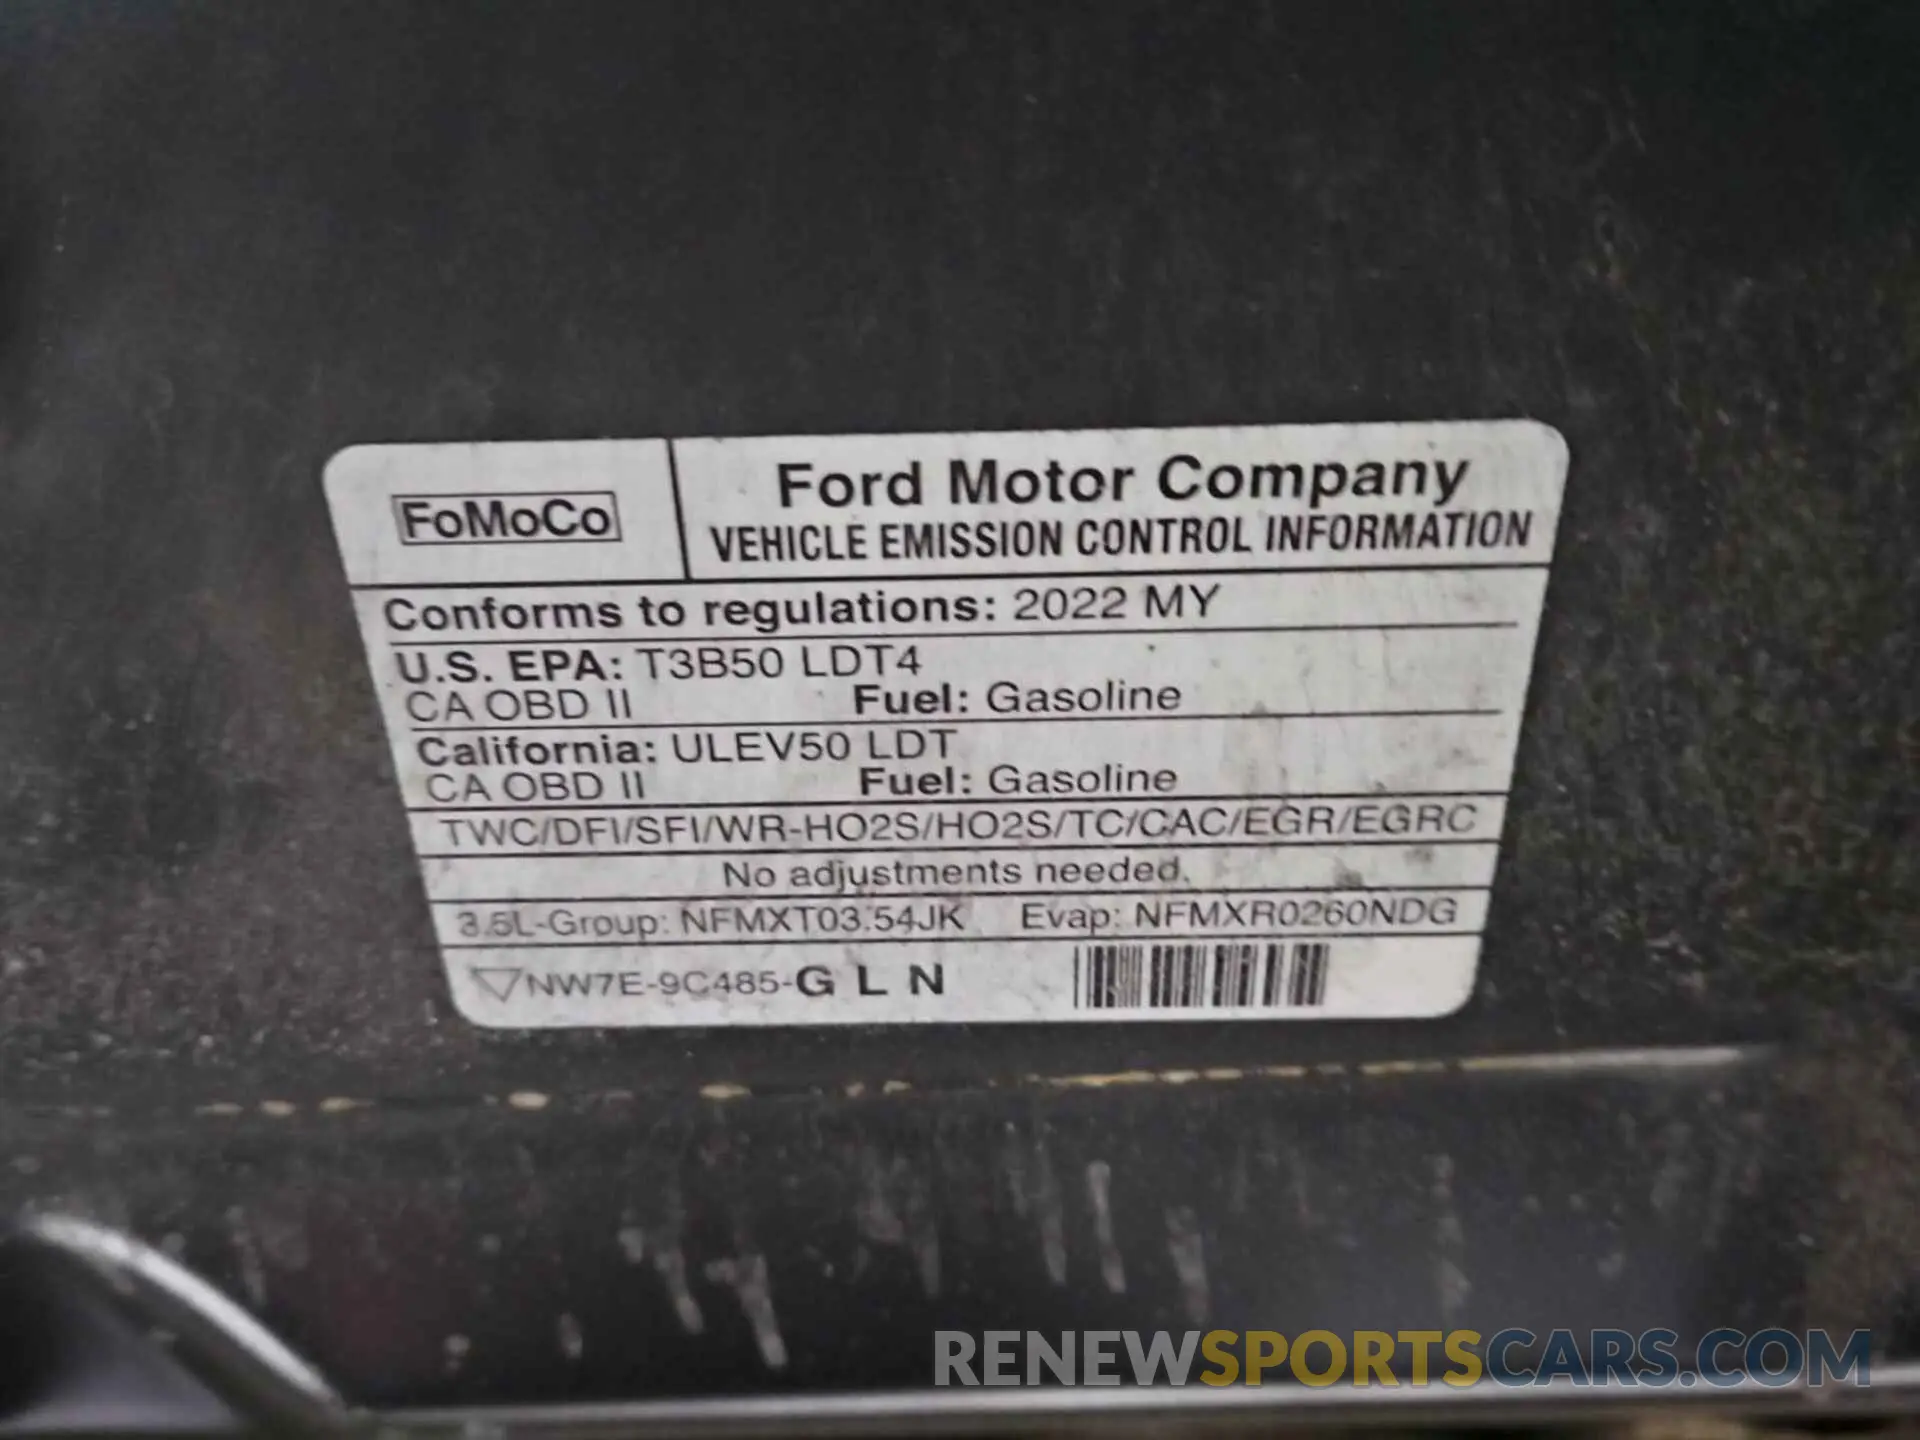 FoMoCo
Ford Motor Company
VEHICLE EMISSION CONTROL INFORMATION
Conforms to regulations: 2022 MY
U.S. EPA: T3B50 LDT4
CA OBD II Fuel: Gasoline
California: ULEV50 LDT
CA OBD II Fuel: Gasoline
TWC/DFI/SFI/WR-HO2S/HO2S/TC/CAC/EGR/EGRC
No adjustments needed.
3.5L-Group: NFMXT03.54JK Evap: NFMXR0260NDG
NW7E-9C485-G L N
RENEWSPORTSCARS.COM